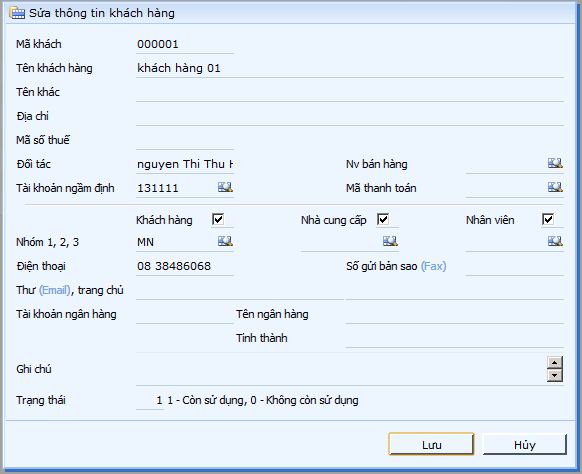 Sửa thông tin khách hàng
Mã khách 000001
Tên khách hàng khách hàng 01
Tên khác
Địa chỉ
Mã số thuế
Đối tác nguyen Thi Thu H Nv bán hàng
Tài khoản ngầm định 131111 Mã thanh toán
Khách hàng Nhà cung cấp Nhân viên
Nhóm 1, 2, 3 MN
Điện thoại 08 38486068 Số gửi bản sao (Fax)
Thư (Email), trang chủ
Tài khoản ngân hàng Tên ngân hàng
Tỉnh thành
Ghi chú
Trạng thái 1 1 - Còn sử dụng, 0 - Không còn sử dụng
Lưu Hủy